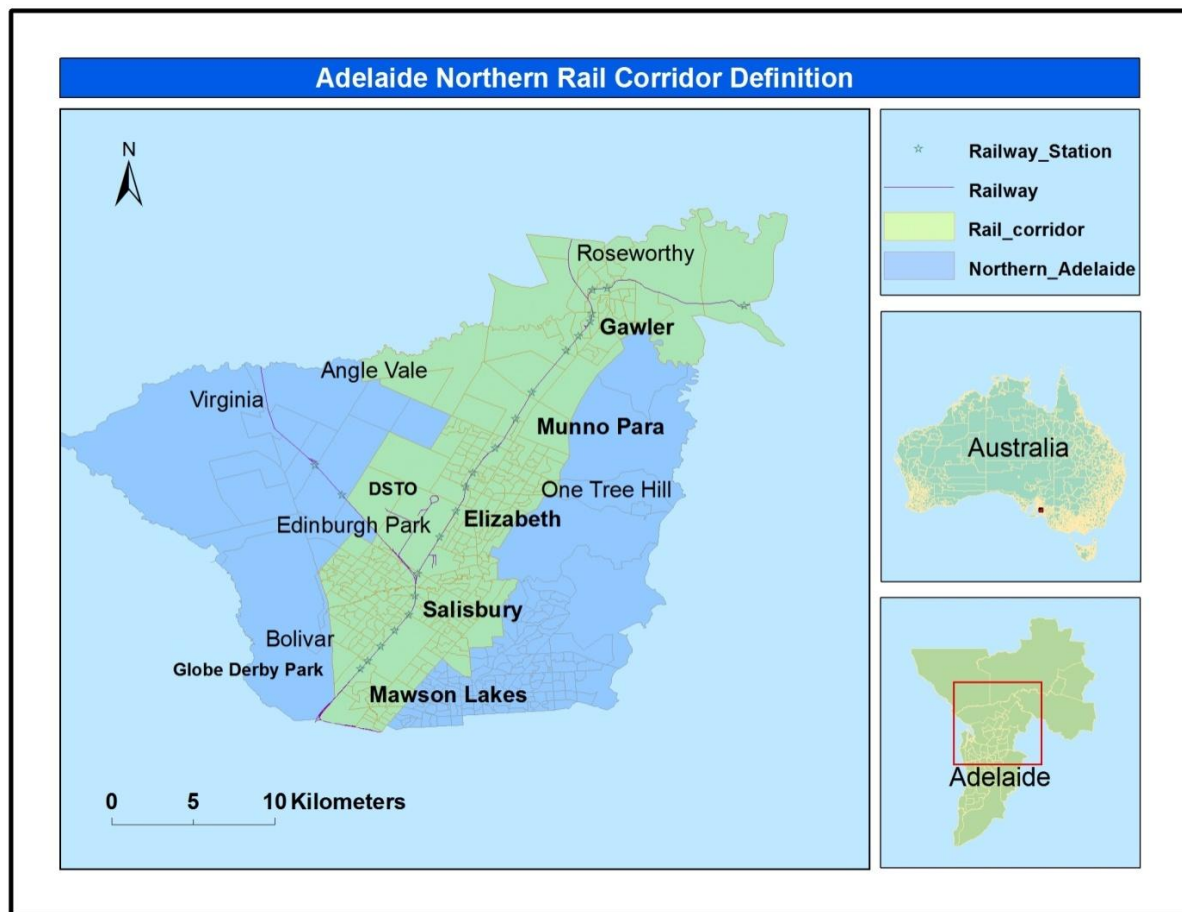 Adelaide Northern Rail Corridor Definition
N
Roseworthy
Gawler
Angle Vale
Virginia
Munno Para
DSTO
One Tree Hill
Edinburgh Park
Elizabeth
Salisbury
Bolivar
Globe Derby Park
Mawson Lakes
0 5 10 Kilometers
Railway_Station
Railway
Rail_corridor
Northern_Adelaide
Australia
Adelaide